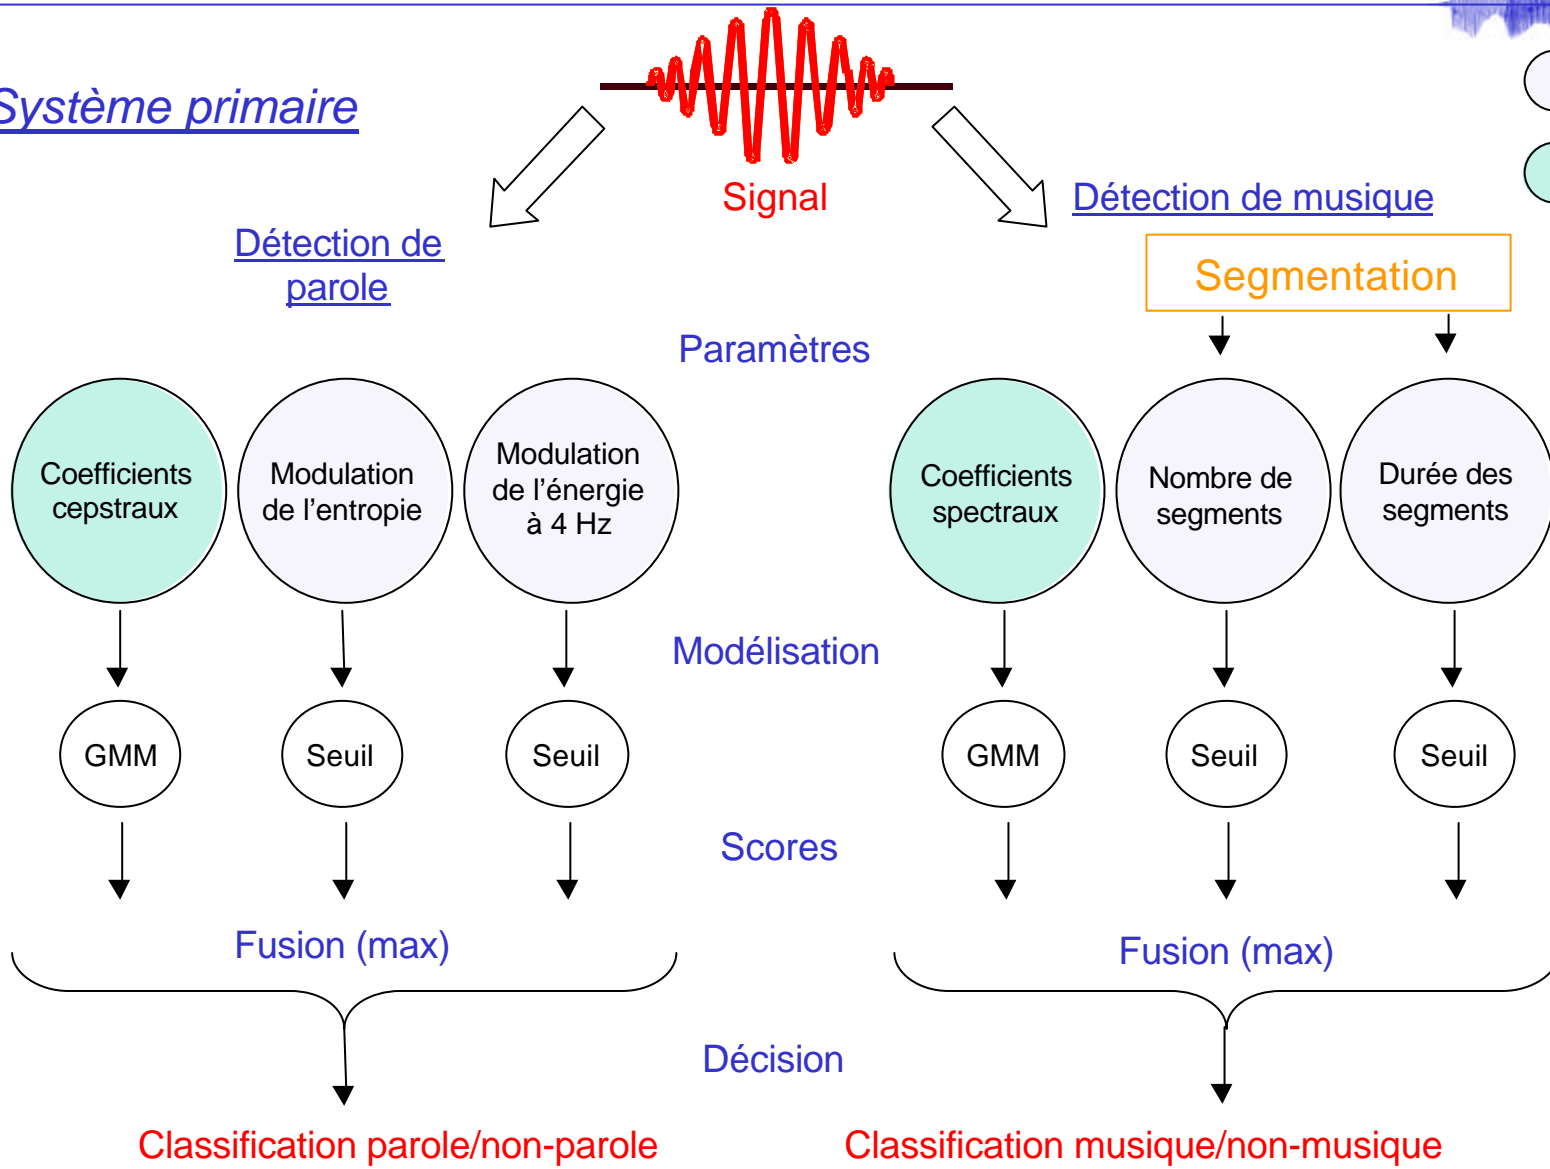 Système primaire
Signal
Détection de
parole
Détection de musique
Segmentation
Paramètres
Coefficients
cepstraux
Modulation
de l'entropie
Modulation
de l'énergie
à 4 Hz
Coefficients
spectraux
Nombre de
segments
Durée des
segments
Modélisation
GMM
Seuil
Seuil
GMM
Seuil
Seuil
Scores
Fusion (max)
Fusion (max)
Décision
Classification parole/non-parole
Classification musique/non-musique